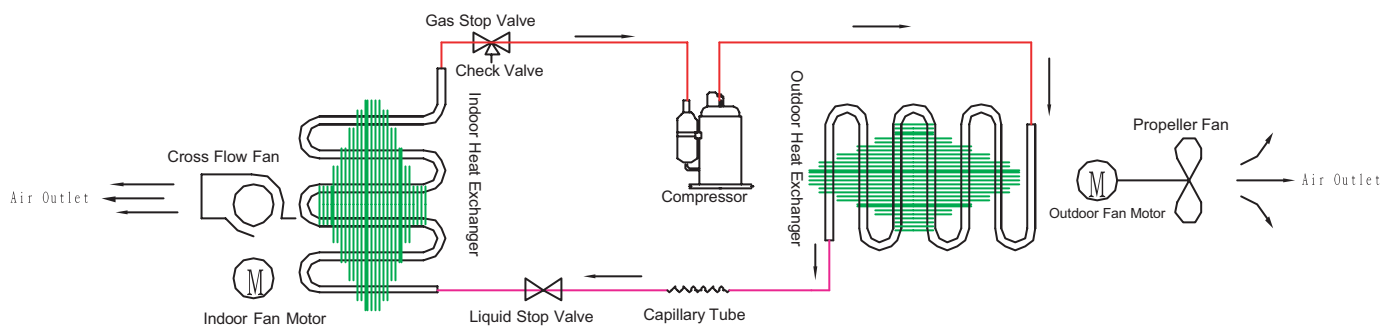 Gas Stop Valve
Check Valve
Indoor Heat Exchanger
Compressor
Outdoor Heat Exchanger
Propeller Fan
M
Outdoor Fan Motor
Air Outlet
Cross Flow Fan
Air Outlet
M
Indoor Fan Motor
Liquid Stop Valve
Capillary Tube